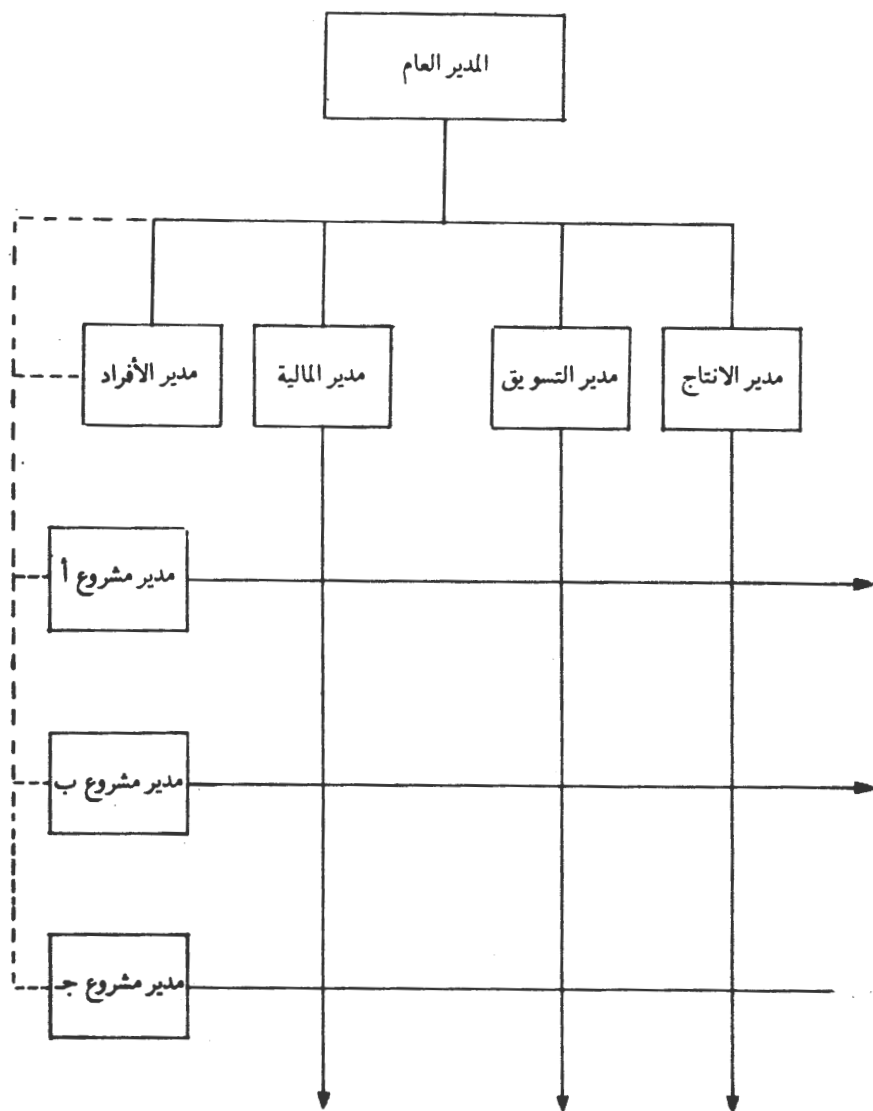 المدير العام
مدير الانتاج
مدير التسويق
مدير المالية
مدير الأفراد
مدير مشروع أ
مدير مشروع ب
مدير مشروع جـ